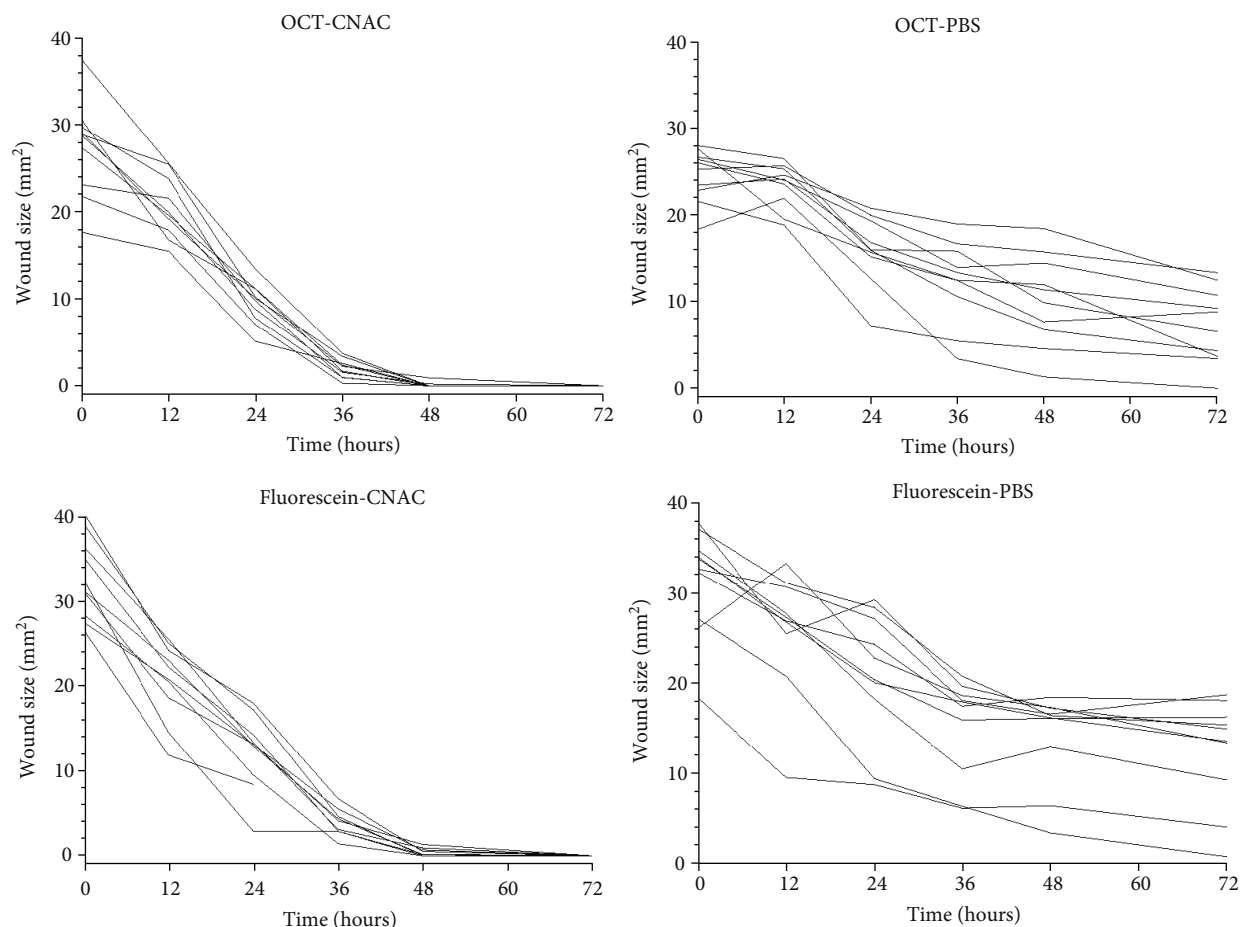 OCT-CNAC
40
30
20
10
0
Wound size (mm²)
0 12 24 36 48 60 72
Time (hours)
OCT-PBS
40
30
20
10
0
Wound size (mm²)
0 12 24 36 48 60 72
Time (hours)
Fluorescein-CNAC
40
30
20
10
0
Wound size (mm²)
0 12 24 36 48 60 72
Time (hours)
Fluorescein-PBS
40
30
20
10
0
Wound size (mm²)
0 12 24 36 48 60 72
Time (hours)